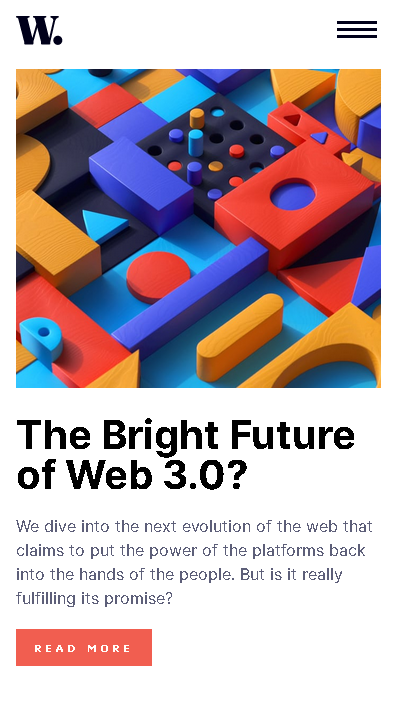 W.
The Bright Future
of Web 3.0?
We dive into the next evolution of the web that
claims to put the power of the platforms back
into the hands of the people. But is it really
fulfilling its promise?
READ MORE